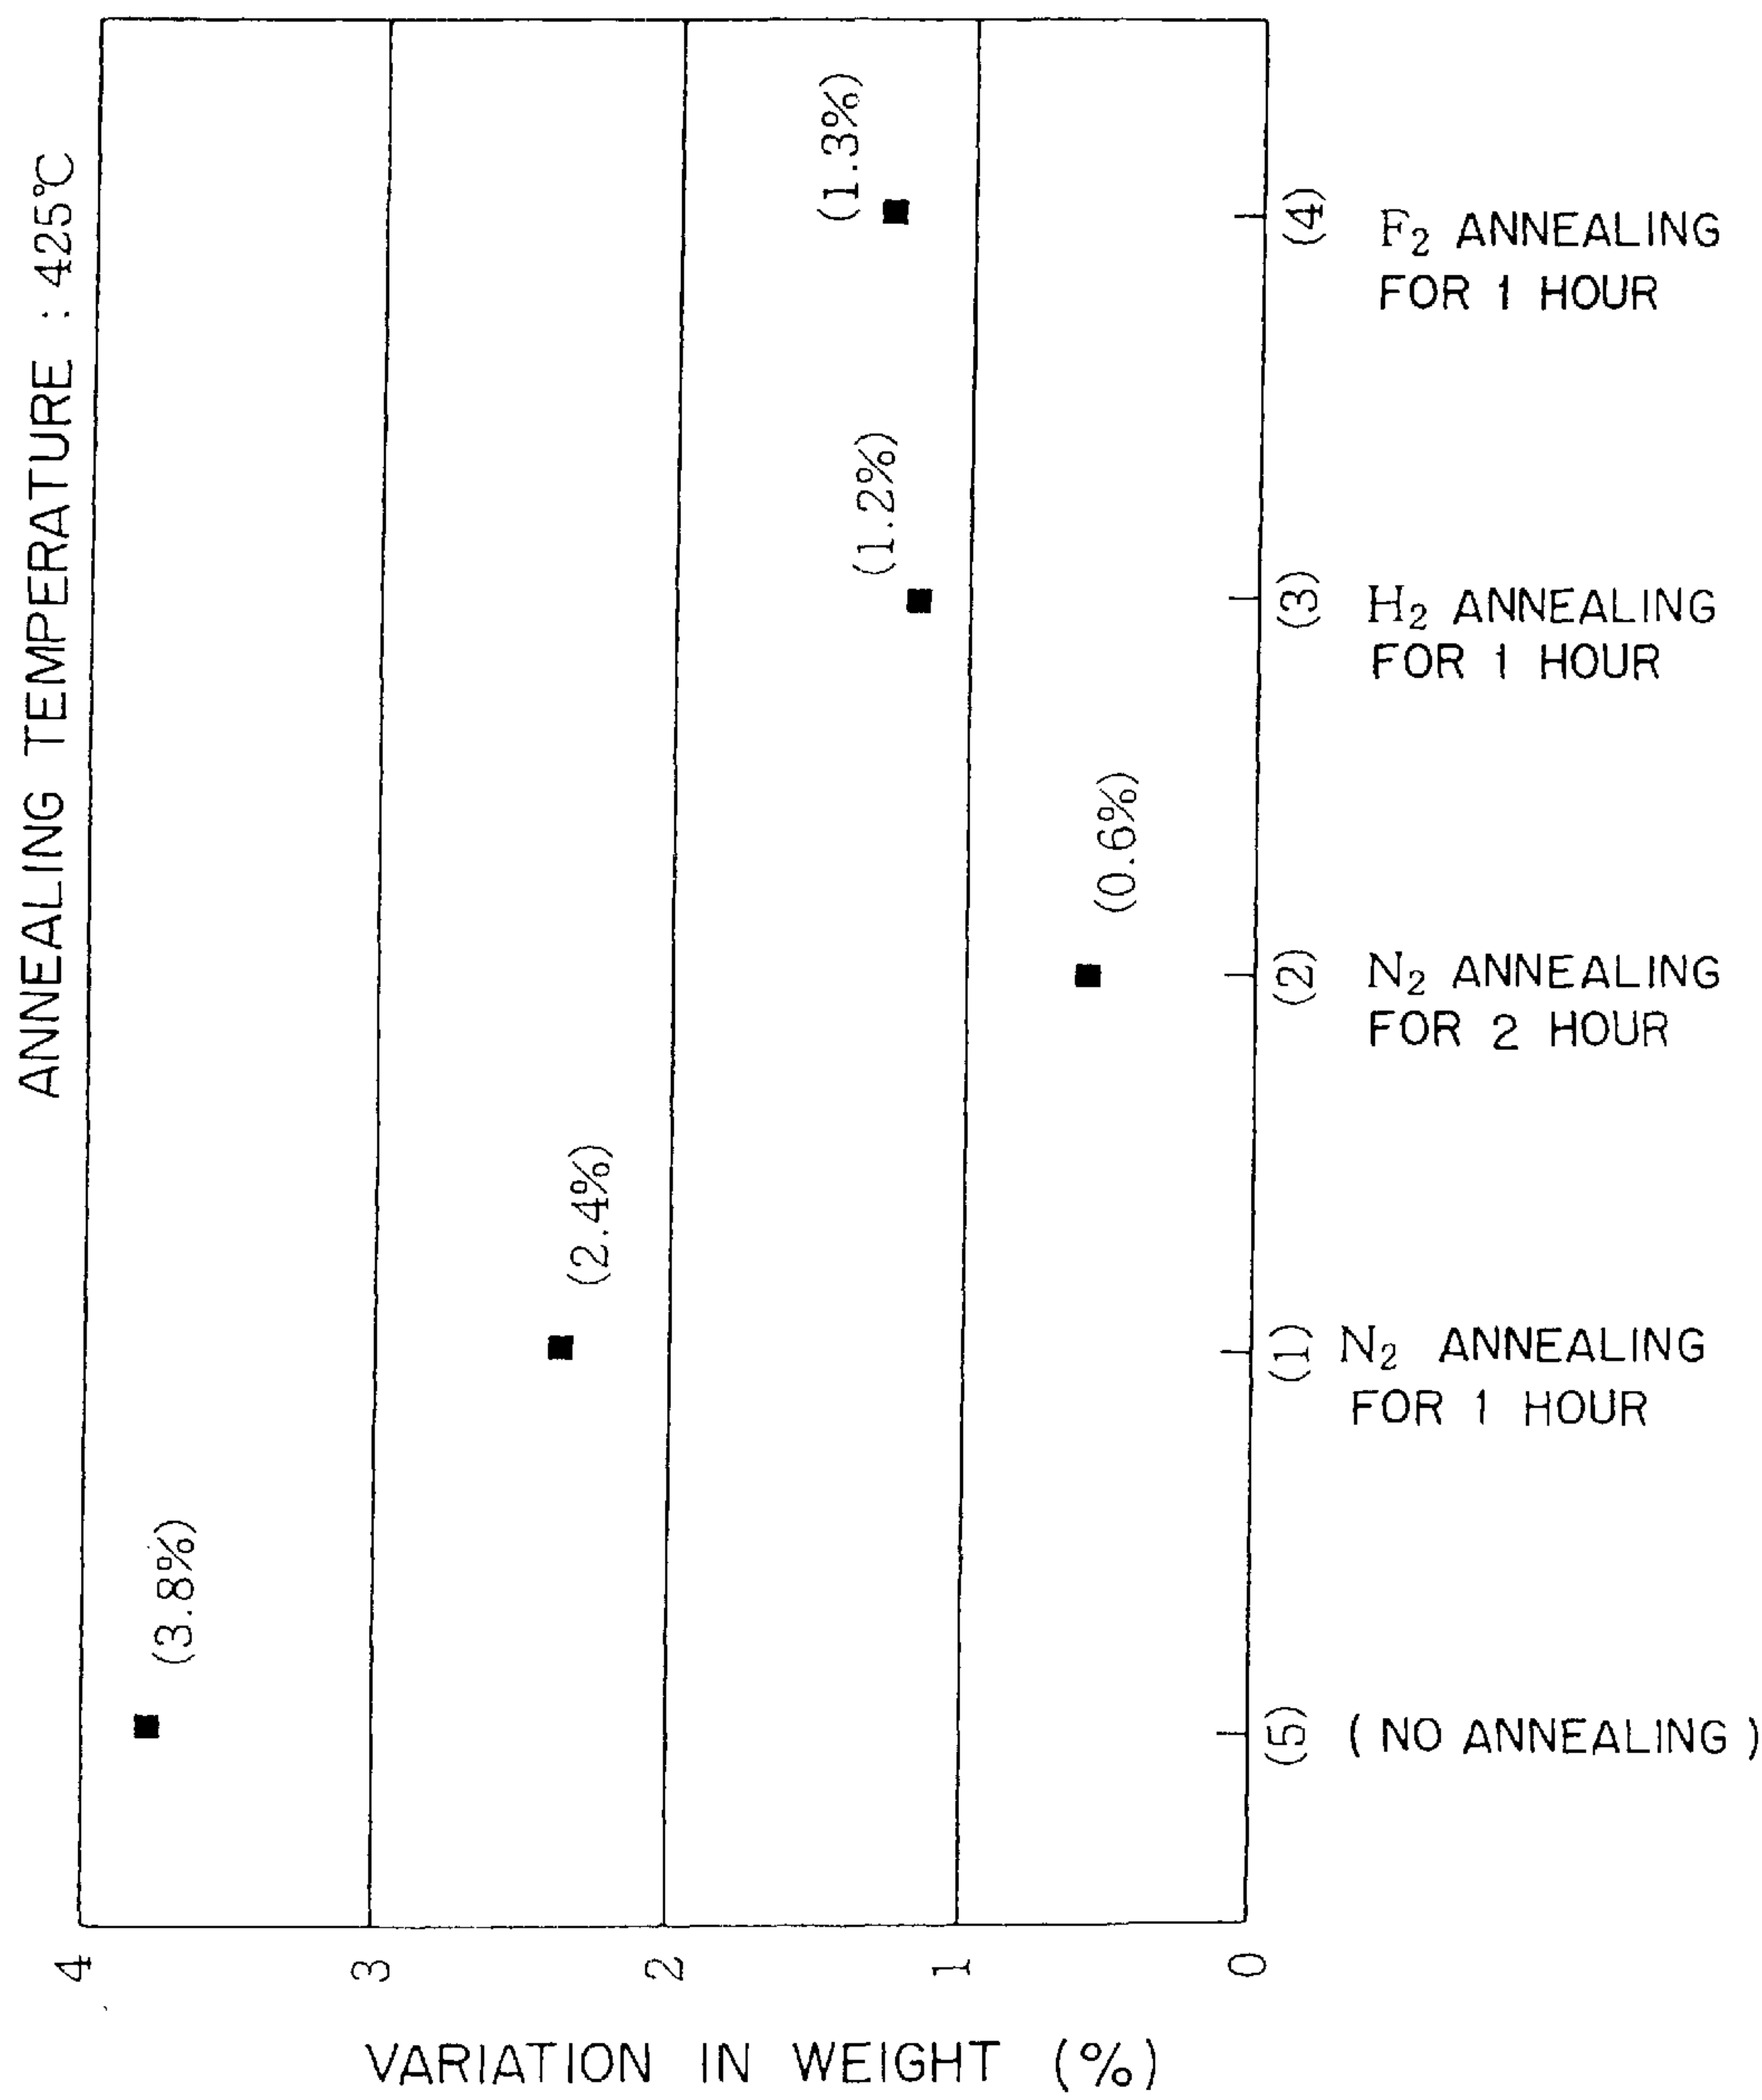 ANNEALING TEMPERATURE : 425°C
4
3
2
1
0
VARIATION IN WEIGHT (%)
(3.8%)
(2.4%)
(0.6%)
(1.2%)
(1.3%)
(5) (NO ANNEALING)
(1) N₂ ANNEALING
FOR 1 HOUR
(2) N₂ ANNEALING
FOR 2 HOUR
(3) H₂ ANNEALING
FOR 1 HOUR
(4) F₂ ANNEALING
FOR 1 HOUR